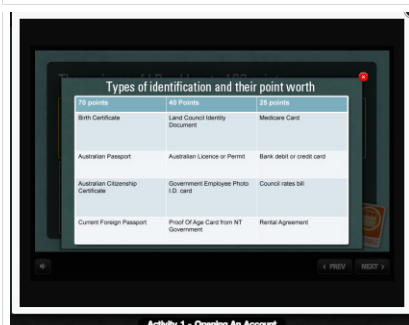 Types of identification and their point worth
70 points 40 Points 25 points
Birth Certificate Land Council Identity Document Medicare Card
Australian Passport Australian Licence or Permit Bank debit or credit card
Australian Citizenship Certificate Government Employee Photo I.D. card Council rates bill
Current Foreign Passport Proof Of Age Card from NT Government Rental Agreement
< PREV NEXT >
Activity 1 - Opening An Account